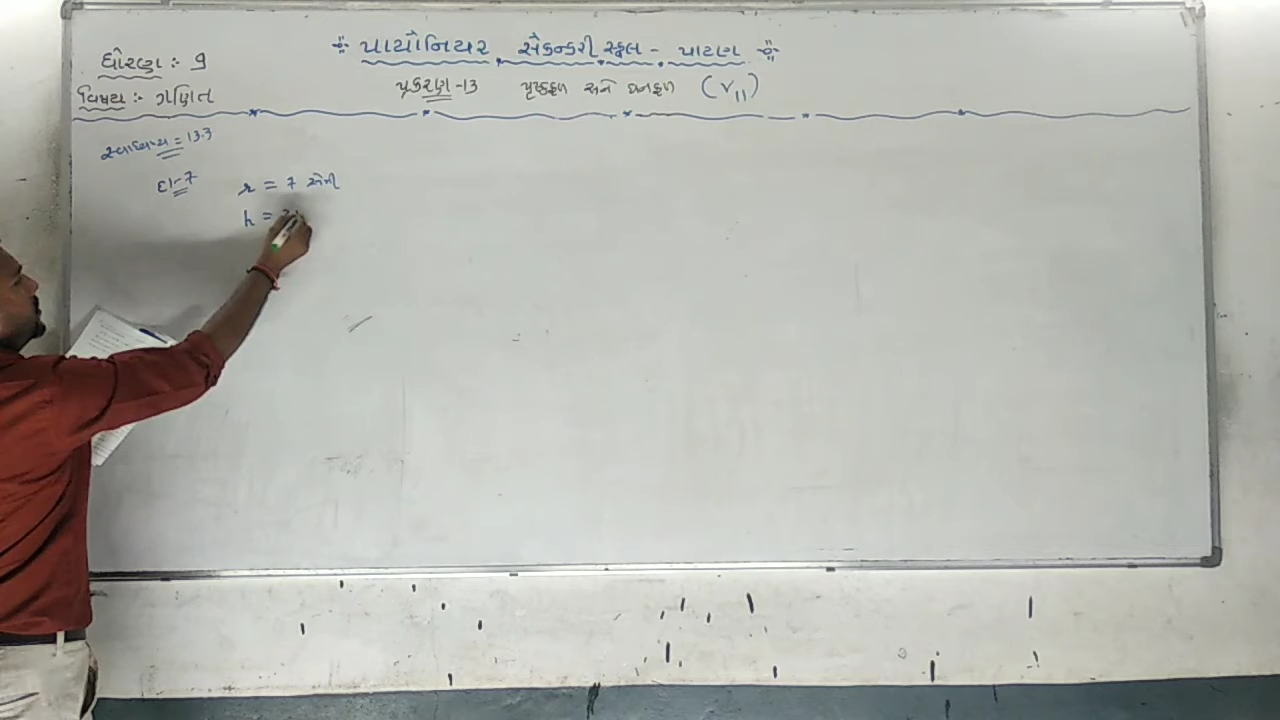 પાયોનિયર સેકન્ડરી સ્કુલ - પાટણ
ધોરણ :- 9
પ્રકરણ -13 પૃષ્ઠફળ અને ઘનફળ (V11)
વિષય :- ગણિત
સ્વાધ્યાય = 13.3
દા-7 r = 7 સેમી
h =